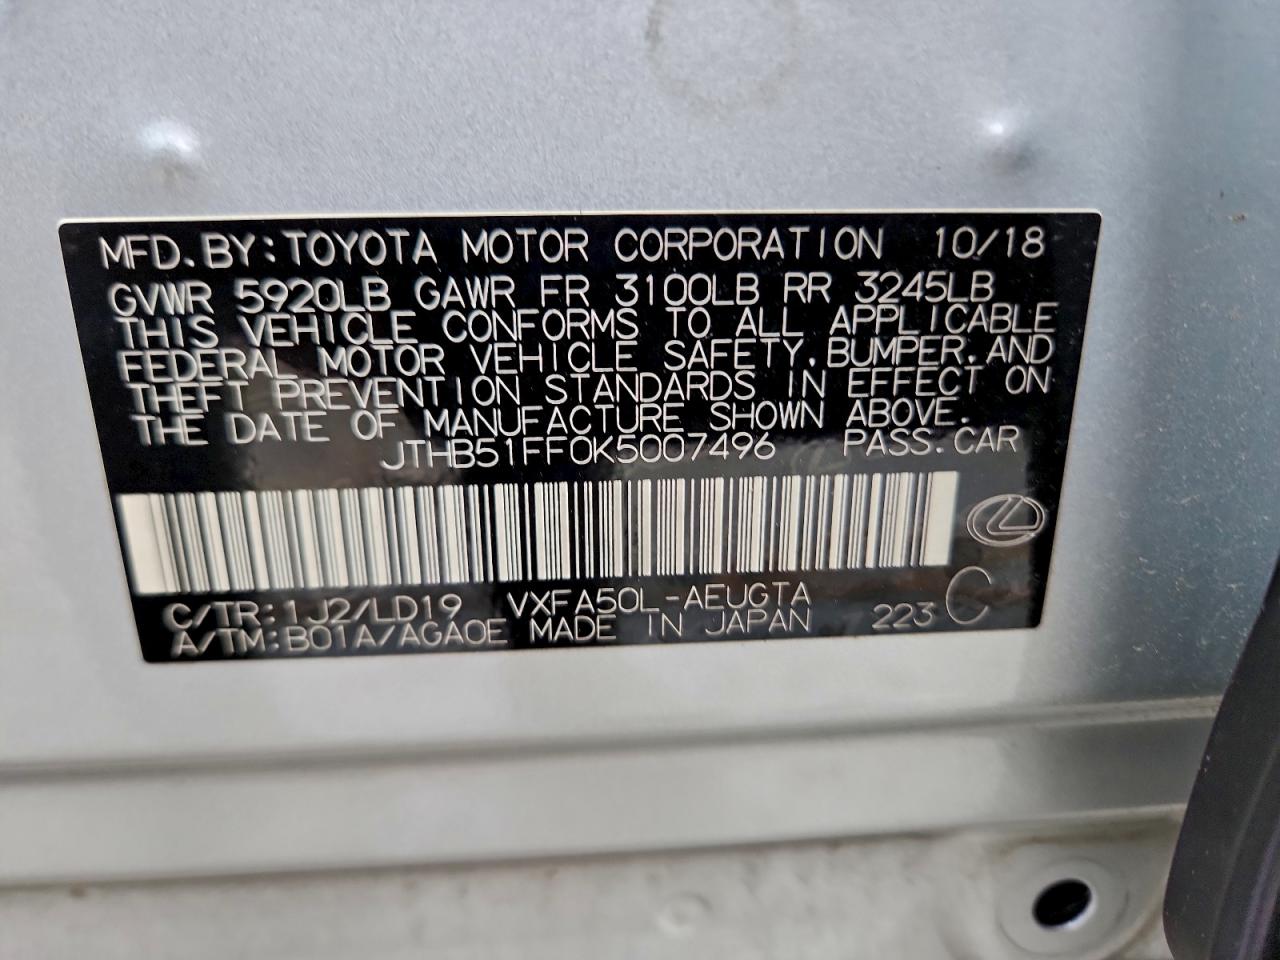 MFD. BY: TOYOTA MOTOR CORPORATION 10/18
GVWR 5920LB GAWR FR 3100LB RR 3245LB
THIS VEHICLE CONFORMS TO ALL APPLICABLE
FEDERAL MOTOR VEHICLE SAFETY, BUMPER, AND
THEFT PREVENTION STANDARDS IN EFFECT ON
THE DATE OF MANUFACTURE SHOWN ABOVE.
JTHB51FF0K5007496 PASS. CAR
C/TR: 1J2/LD19 VXFA50L-AEUGTA
A/TM: B01A/AGA0E MADE IN JAPAN 223 C